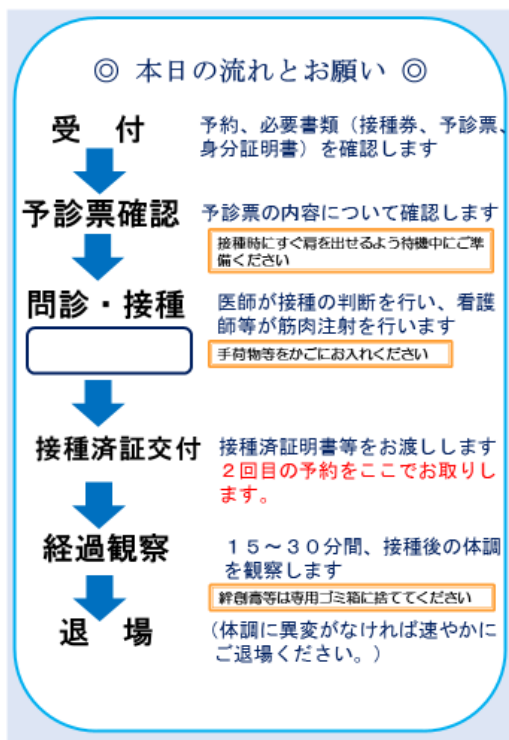 ◎ 本日の流れとお願い ◎
受　付
予約、必要書類（接種券、予診票、
身分証明書）を確認します
予診票確認
予診票の内容について確認します
接種時にすぐ肩を出せるよう待機中にご準
備ください
問診・接種
医師が接種の判断を行い、看護
師等が筋肉注射を行います
手荷物等をかごにお入れください
接種済証交付
接種済証明書等をお渡しします
２回目の予約をここでお取りし
ます。
経過観察
１５～３０分間、接種後の体調
を観察します
絆創膏等は専用ゴミ箱に捨ててください
退　場
(体調に異変がなければ速やかに
ご退場ください。）